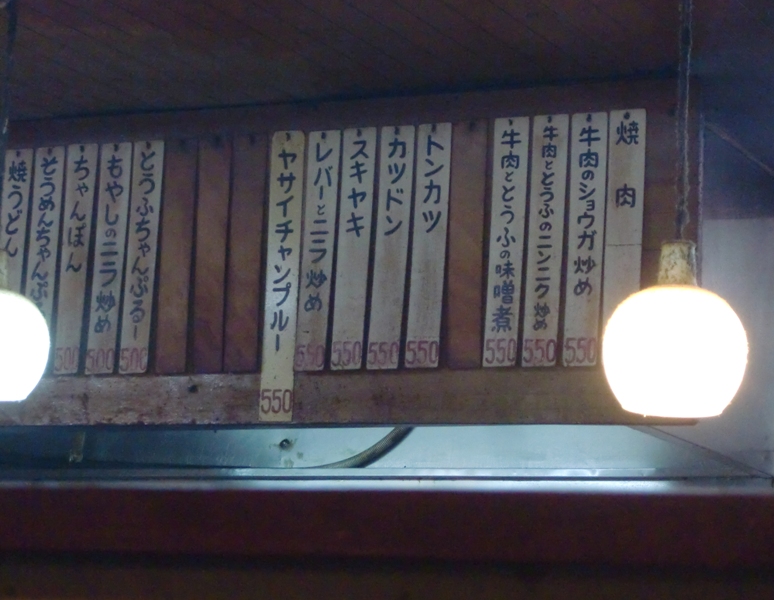 焼肉
牛肉のショウガ炒め 550
牛肉ととうふのニンニク炒め 550
牛肉ととうふの味噌煮 550
トンカツ 550
カツドン 550
スキヤキ 550
レバーとニラ炒め 550
ヤサイチャンプルー 550
とうふちゃんぷるー 500
もやしのニラ炒め 500
ちゃんぽん 500
そうめんちゃんぷ
焼うどん